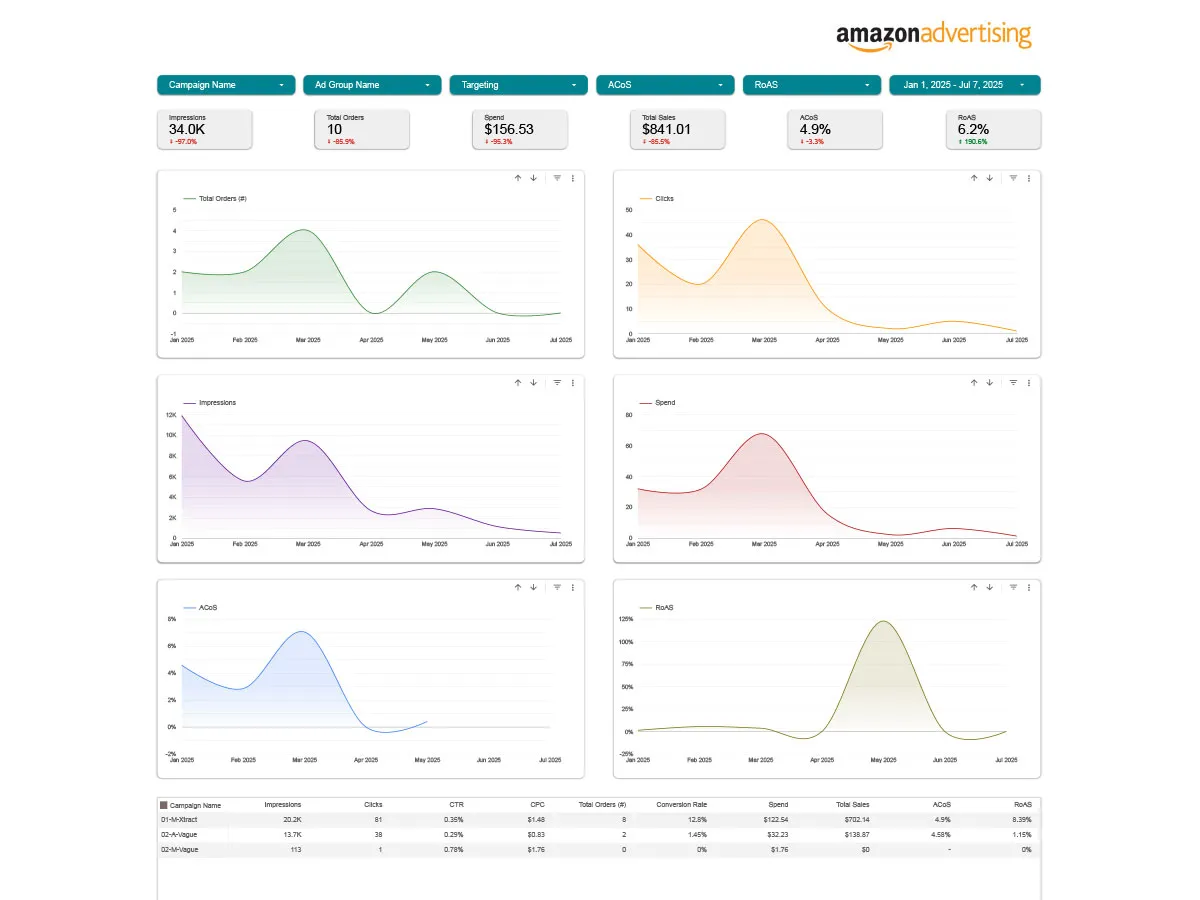 amazonadvertising
Campaign Name Ad Group Name Targeting ACoS RoAS Jan 1, 2025 - Jul 7, 2025
Impressions Total Orders Spend Total Sales ACoS RoAS
34.0K 10 $156.53 $841.01 4.9% 6.2%
-97.0% -85.9% -95.3% -85.5% -3.3% 190.6%
Total Orders (#)
5
4
3
2
1
0
-1
Jan 2025 Feb 2025 Mar 2025 Apr 2025 May 2025 Jun 2025 Jul 2025
Clicks
50
40
30
20
10
0
Jan 2025 Feb 2025 Mar 2025 Apr 2025 May 2025 Jun 2025 Jul 2025
Impressions
12K
10K
8K
6K
4K
2K
0
Jan 2025 Feb 2025 Mar 2025 Apr 2025 May 2025 Jun 2025 Jul 2025
Spend
80
60
40
20
0
Jan 2025 Feb 2025 Mar 2025 Apr 2025 May 2025 Jun 2025 Jul 2025
ACoS
8%
6%
4%
2%
0%
-2%
Jan 2025 Feb 2025 Mar 2025 Apr 2025 May 2025 Jun 2025 Jul 2025
RoAS
125%
100%
75%
50%
25%
0%
-25%
Jan 2025 Feb 2025 Mar 2025 Apr 2025 May 2025 Jun 2025 Jul 2025
Campaign Name Impressions Clicks CTR CPC Total Orders (#) Conversion Rate Spend Total Sales ACoS RoAS
01-M-Xtract 20.2K 81 0.35% $1.48 8 12.8% $122.54 $702.14 4.9% 8.39%
02-A-Vague 13.7K 38 0.29% $0.83 2 1.45% $32.23 $138.87 4.58% 1.15%
02-M-Vague 113 1 0.78% $1.76 0 0% $1.76 $0 - 0%